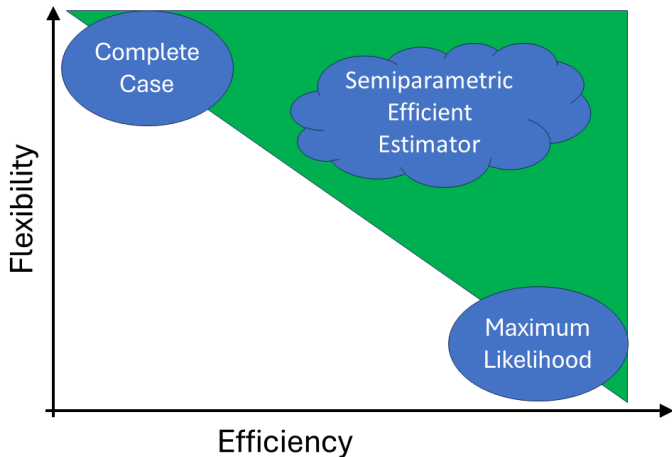 Complete
Case
Semiparametric
Efficient
Estimator
Flexibility
Maximum
Likelihood
Efficiency